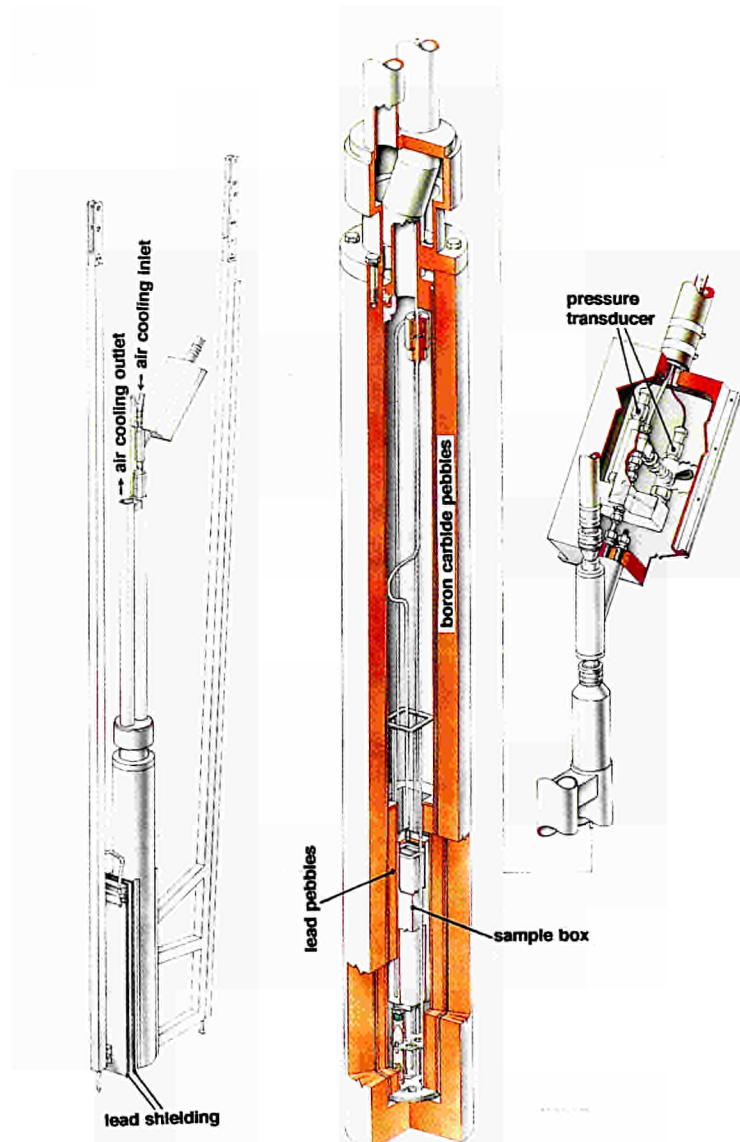 air cooling outlet
air cooling inlet
pressure
transducer
boron carbide pebbles
lead pebbles
sample box
lead shielding